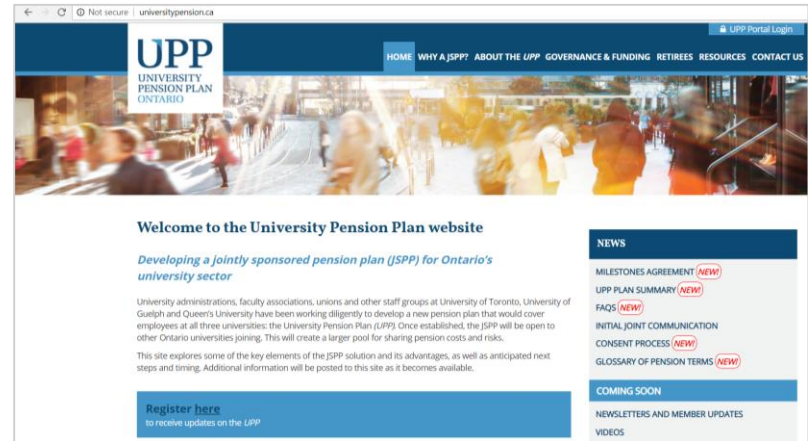 Not secure | universitypension.ca
UPP Portal Login
UPP
UNIVERSITY
PENSION PLAN
ONTARIO
HOME WHY A JSPP? ABOUT THE UPP GOVERNANCE & FUNDING RETIREES RESOURCES CONTACT US
Welcome to the University Pension Plan website
Developing a jointly sponsored pension plan (JSPP) for Ontario's
university sector
University administrations, faculty associations, unions and other staff groups at University of Toronto, University of
Guelph and Queen's University have been working diligently to develop a new pension plan that would cover
employees at all three universities: the University Pension Plan (UPP). Once established, the JSPP will be open to
other Ontario universities joining. This will create a larger pool for sharing pension costs and risks.
This site explores some of the key elements of the JSPP solution and its advantages, as well as anticipated next
steps and timing. Additional information will be posted to this site as it becomes available.
Register here
to receive updates on the UPP
NEWS
MILESTONES AGREEMENT NEW!
UPP PLAN SUMMARY NEW!
FAQS NEW!
INITIAL JOINT COMMUNICATION
CONSENT PROCESS NEW!
GLOSSARY OF PENSION TERMS NEW!
COMING SOON
NEWSLETTERS AND MEMBER UPDATES
VIDEOS